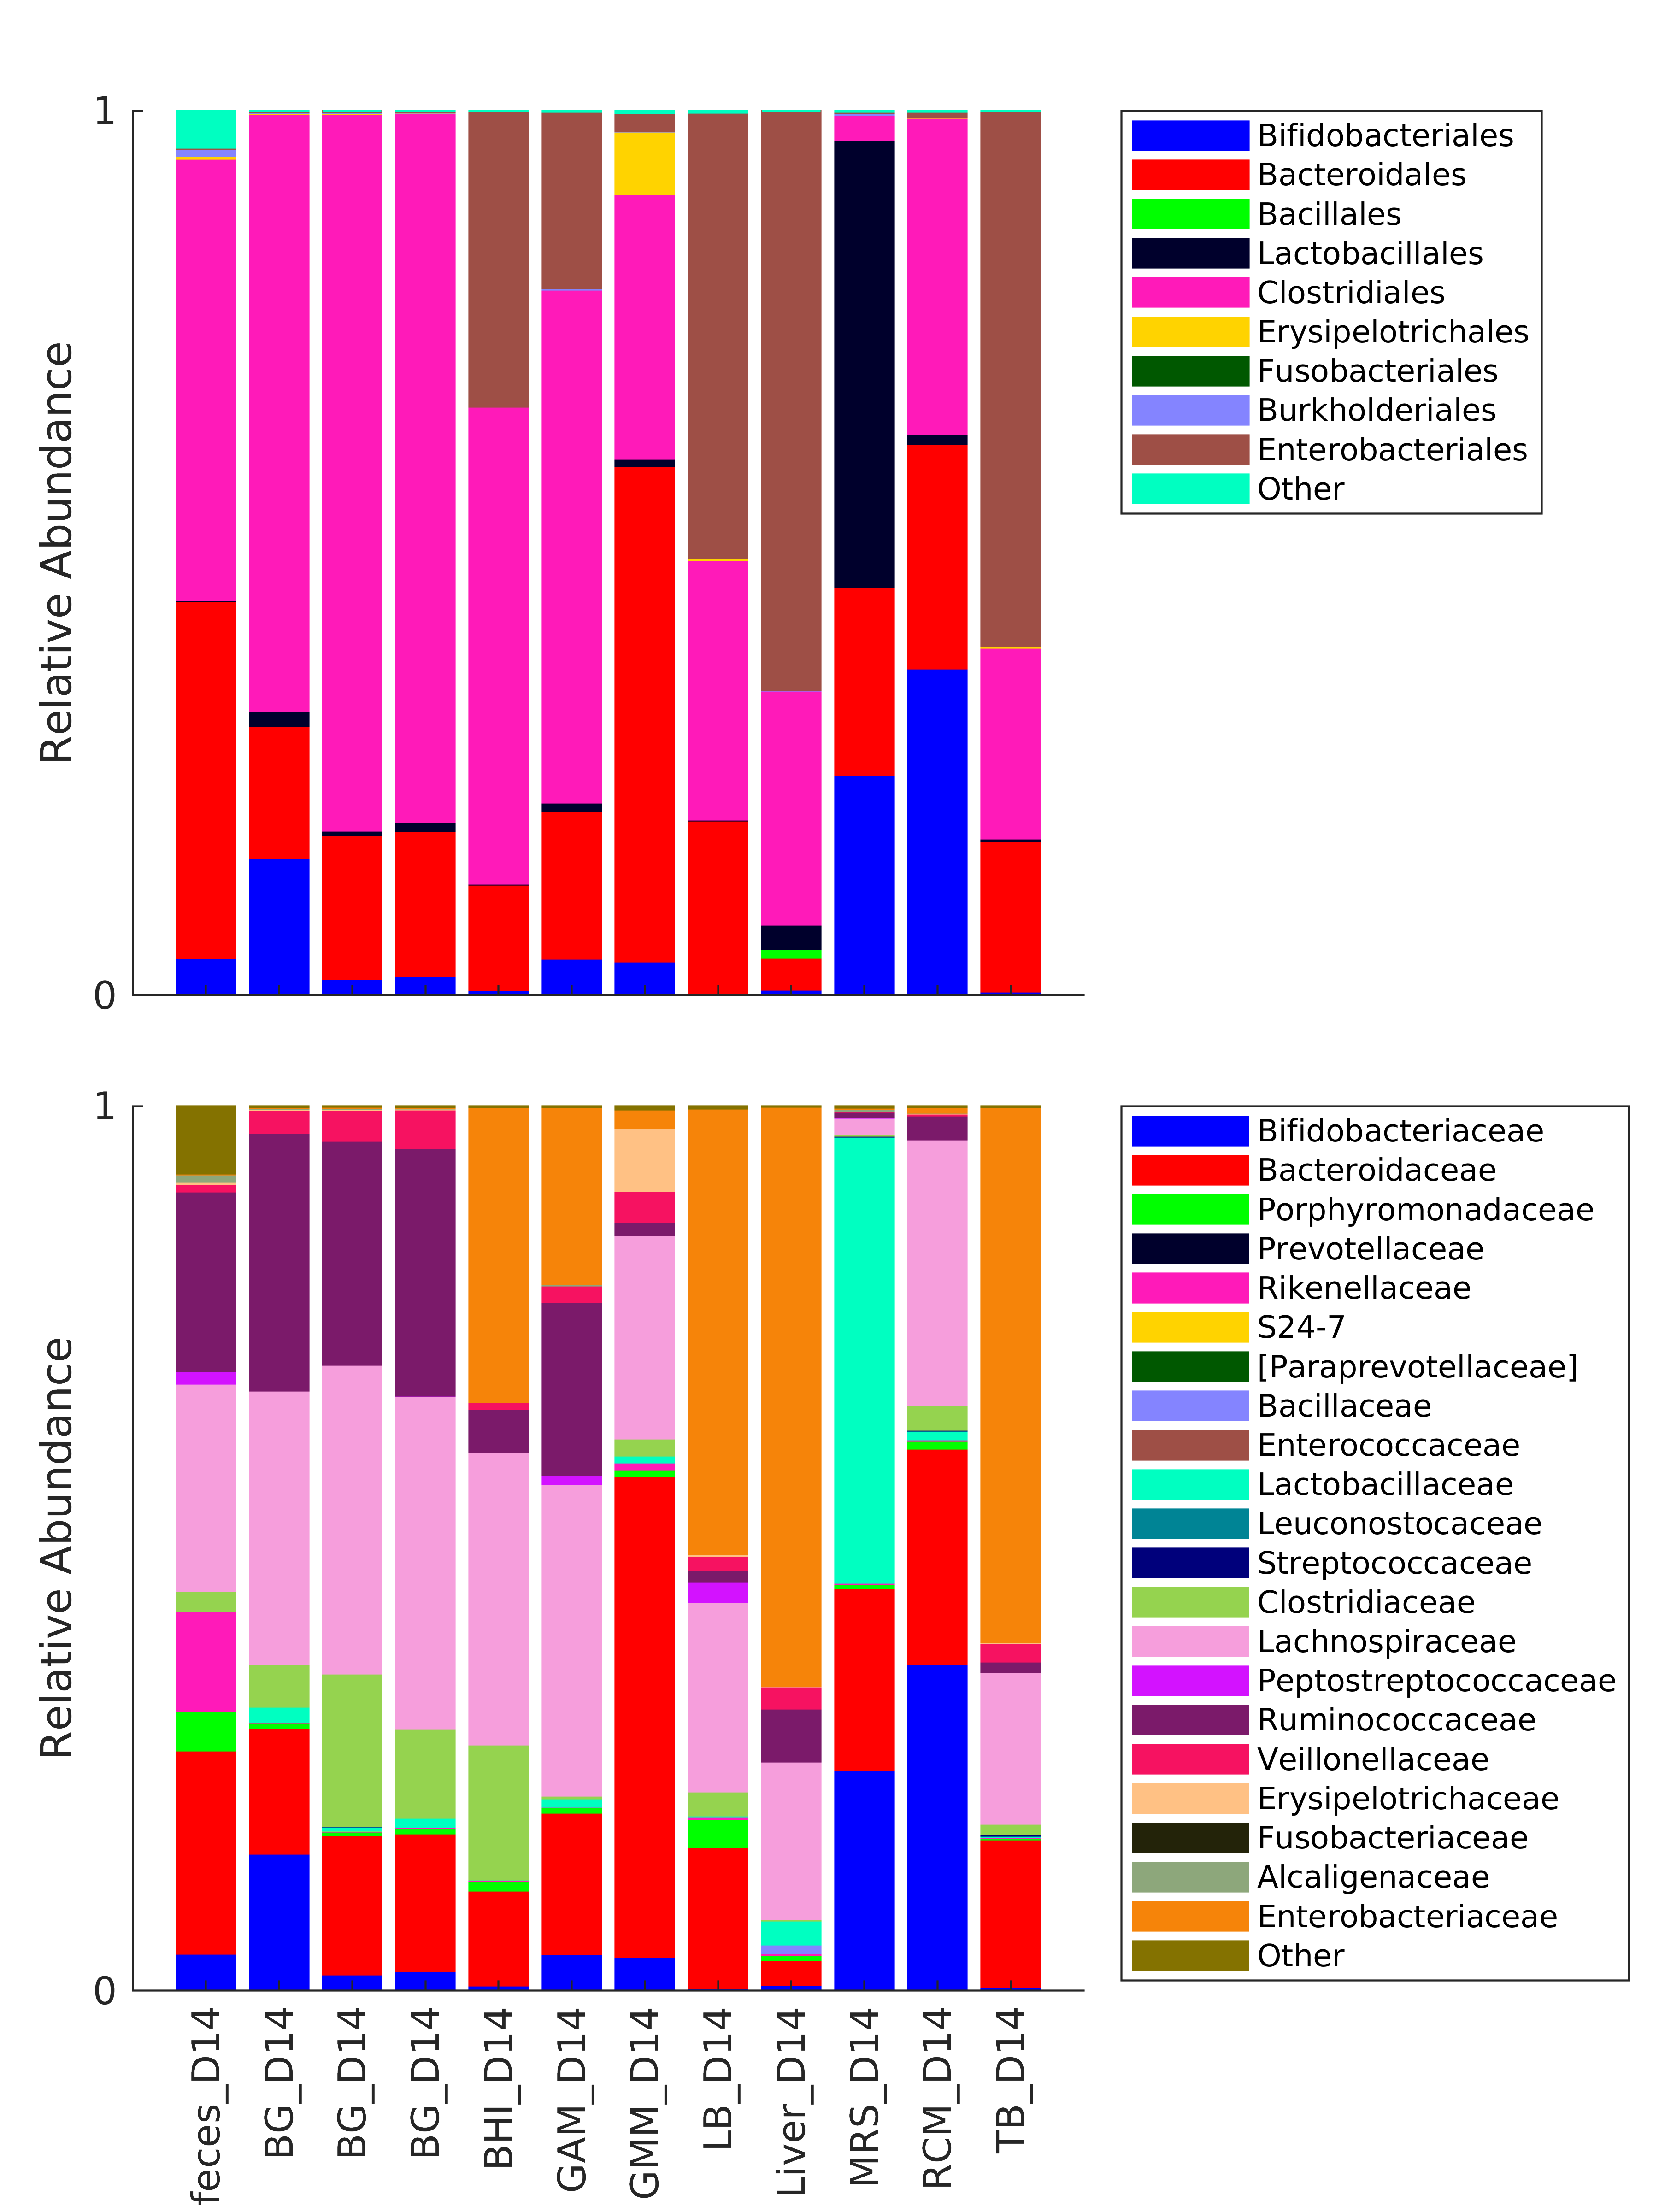 1
0
Relative Abundance
Bifidobacteriales
Bacteroidales
Bacillales
Lactobacillales
Clostridiales
Erysipelotrichales
Fusobacteriales
Burkholderiales
Enterobacteriales
Other
1
0
Relative Abundance
Bifidobacteriaceae
Bacteroidaceae
Porphyromonadaceae
Prevotellaceae
Rikenellaceae
S24-7
[Paraprevotellaceae]
Bacillaceae
Enterococcaceae
Lactobacillaceae
Leuconostocaceae
Streptococcaceae
Clostridiaceae
Lachnospiraceae
Peptostreptococcaceae
Ruminococcaceae
Veillonellaceae
Erysipelotrichaceae
Fusobacteriaceae
Alcaligenaceae
Enterobacteriaceae
Other
feces_D14
BG_D14
BG_D14
BG_D14
BHI_D14
GAM_D14
GMM_D14
LB_D14
Liver_D14
MRS_D14
RCM_D14
TB_D14